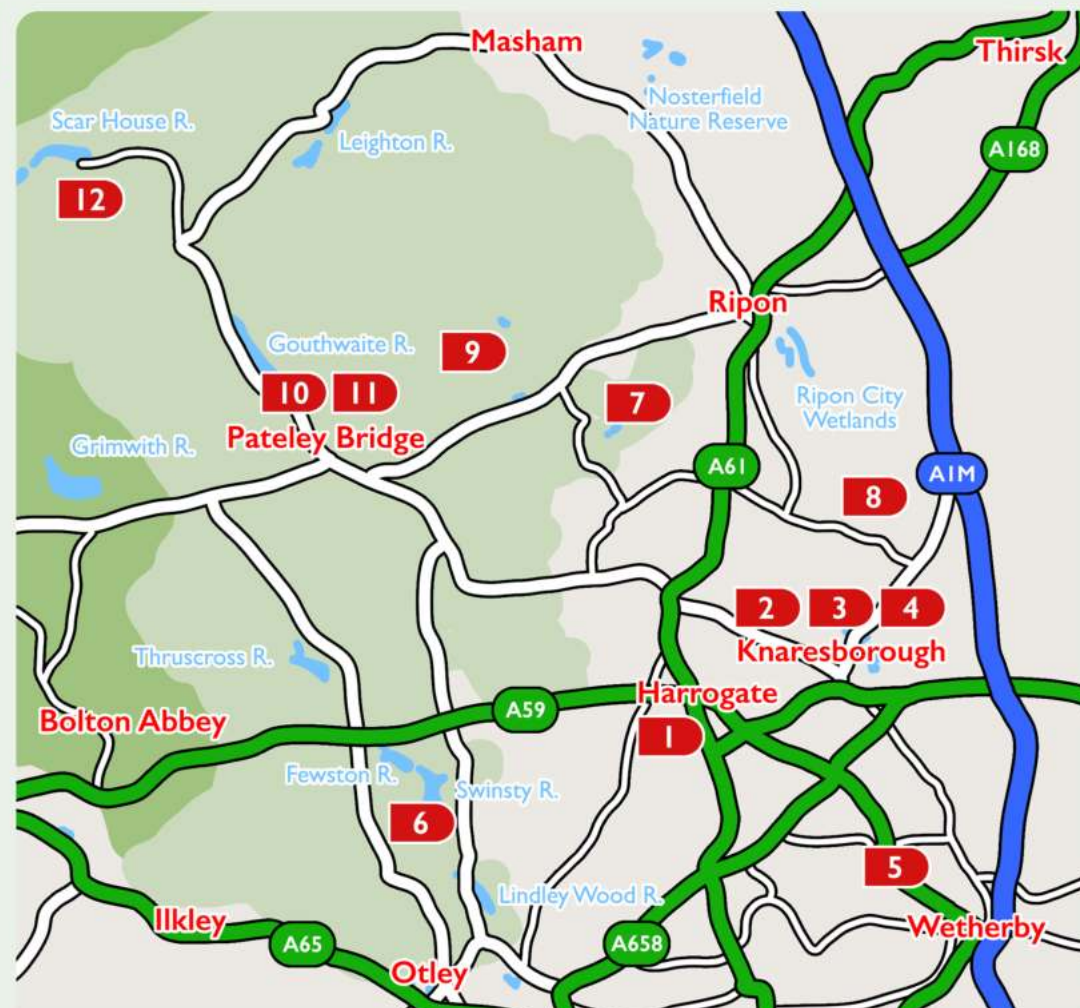 Masham
Thirsk
Nosterfield
Nature Reserve
Scar House R.
Leighton R.
A168
12
Ripon
Gouthwaite R.
9
10
11
7
Ripon City
Wetlands
Pateley Bridge
Grimwith R.
A61
A1M
8
2
3
4
Knaresborough
Thruscross R.
Harrogate
Bolton Abbey
A59
1
Fewston R.
Swinsty R.
6
5
Lindley Wood R.
Ilkley
Wetherby
A65
A658
Otley